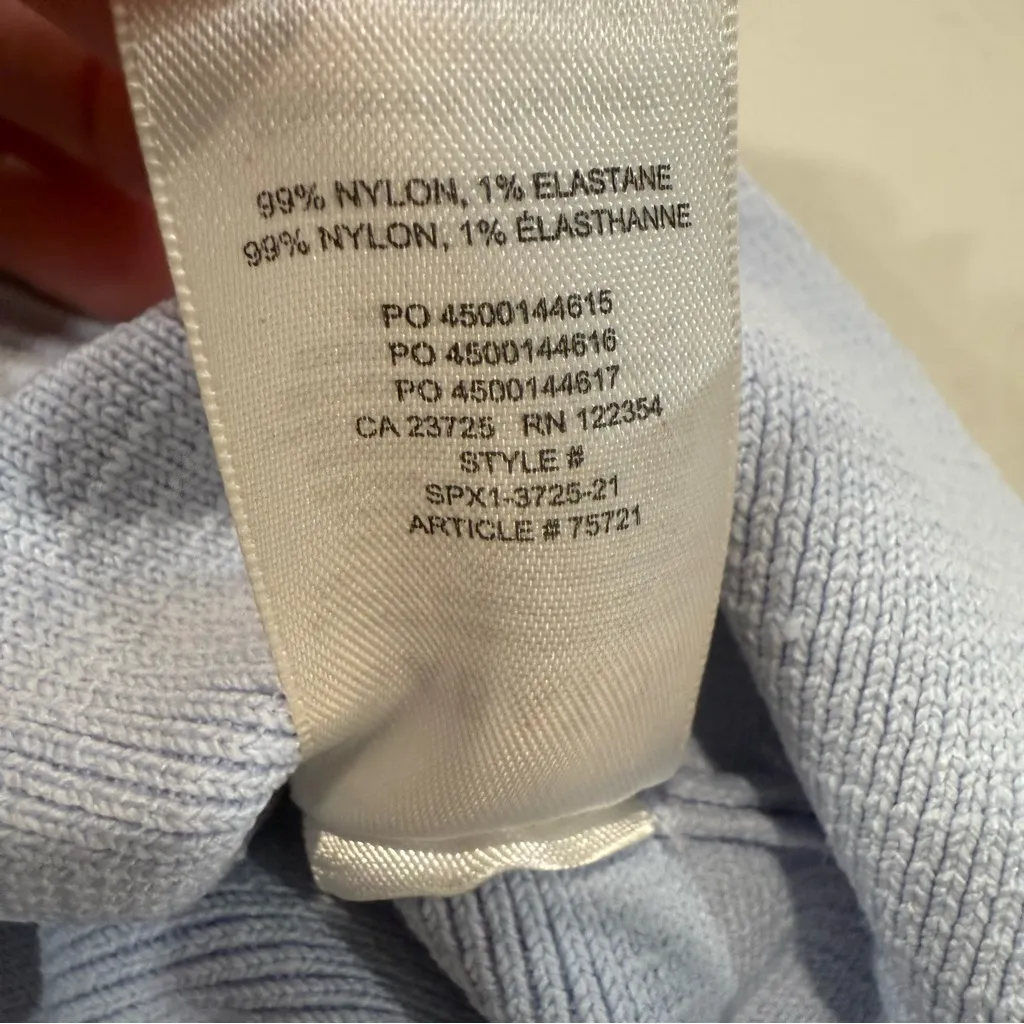 99% NYLON, 1% ELASTANE
99% NYLON, 1% ÉLASTHANNE
PO 4500144615
PO 4500144616
PO 4500144617
CA 23725 RN 122354
STYLE #
SPX1-3725-21
ARTICLE # 75721